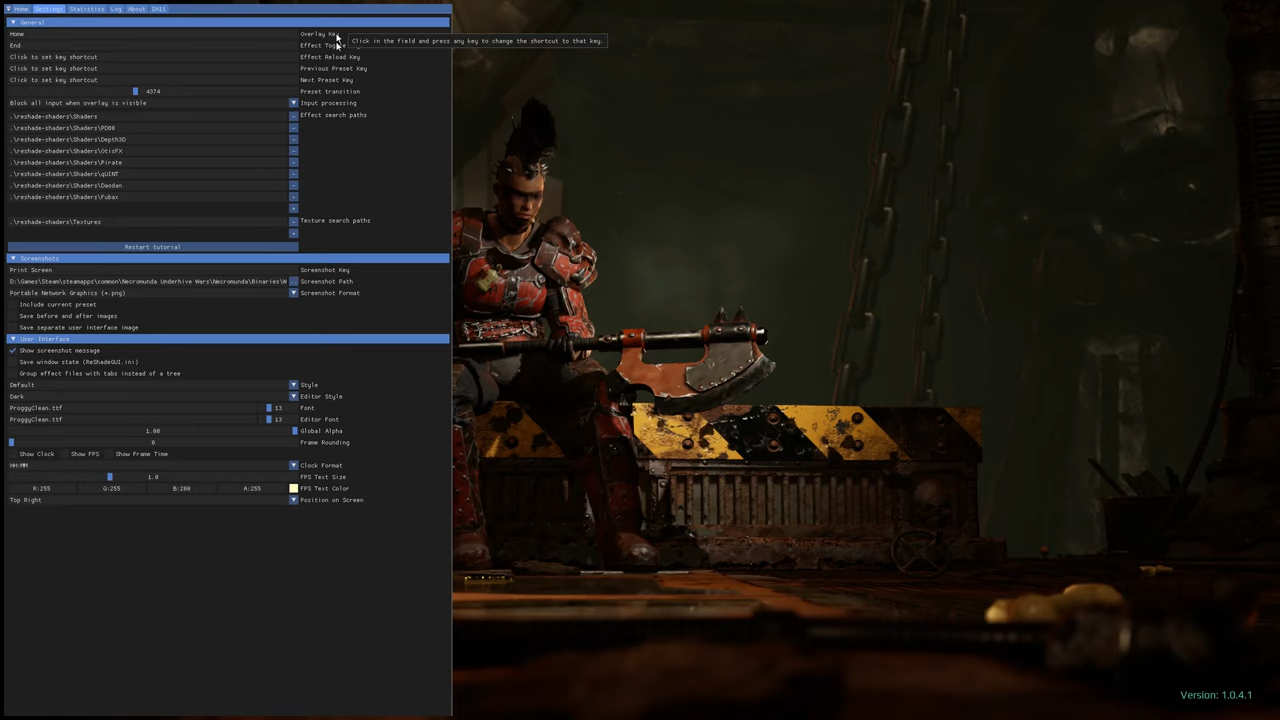 Home Settings Statistics Log About DX11
General
Home Overlay Key
Click in the field and press any key to change the shortcut to that key.
End Effect Toggle
Click to set key shortcut Effect Reload Key
Click to set key shortcut Previous Preset Key
Click to set key shortcut Next Preset Key
4374 Preset transition
Block all input when overlay is visible Input processing
.\reshade-shaders\Shaders - Effect search paths
.\reshade-shaders\Shaders\PD80 -
.\reshade-shaders\Shaders\Depth3D -
.\reshade-shaders\Shaders\OtisFX -
.\reshade-shaders\Shaders\Pirate -
.\reshade-shaders\Shaders\qUINT -
.\reshade-shaders\Shaders\Daodan -
.\reshade-shaders\Shaders\Fubax -
+
.\reshade-shaders\Textures - Texture search paths
+
Restart tutorial
Screenshots
Print Screen Screenshot Key
D:\Games\Steam\steamapps\common\Necromunda Underhive Wars\Necromunda\Binaries\W .. Screenshot Path
Portable Network Graphics (*.png) Screenshot Format
Include current preset
Save before and after images
Save separate user interface image
User Interface
Show screenshot message
Save window state (ReShadeGUI.ini)
Group effect files with tabs instead of a tree
Default Style
Dark Editor Style
ProggyClean.ttf 13 Font
ProggyClean.ttf 13 Editor Font
1.00 Global Alpha
0 Frame Rounding
Show Clock Show FPS Show Frame Time
HH:MM Clock Format
1.0 FPS Text Size
R:255 G:255 B:200 A:255 FPS Text Color
Top Right Position on Screen
Version: 1.0.4.1